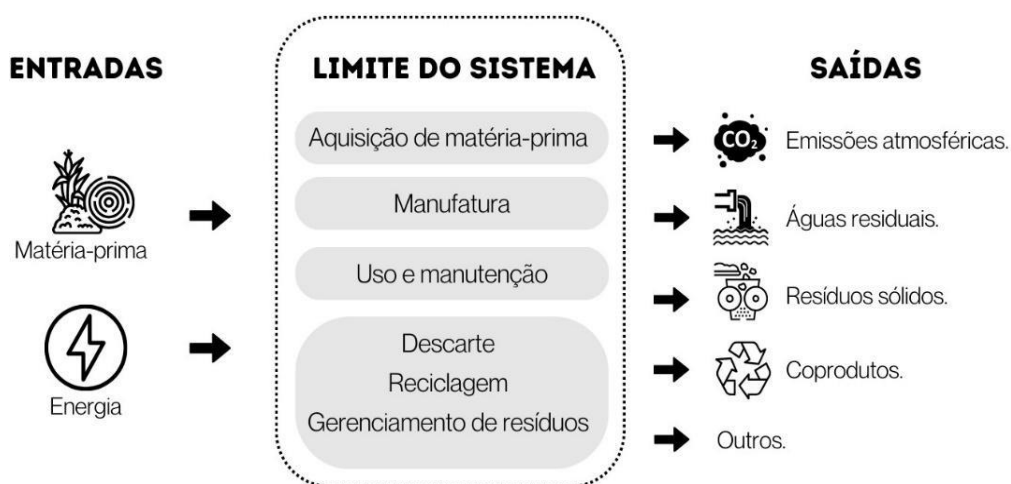 ENTRADAS
Matéria-prima
Energia
LIMITE DO SISTEMA
Aquisição de matéria-prima
Manufatura
Uso e manutenção
Descarte
Reciclagem
Gerenciamento de resíduos
SAÍDAS
CO₂
Emissões atmosféricas.
Águas residuais.
Resíduos sólidos.
Coprodutos.
Outros.